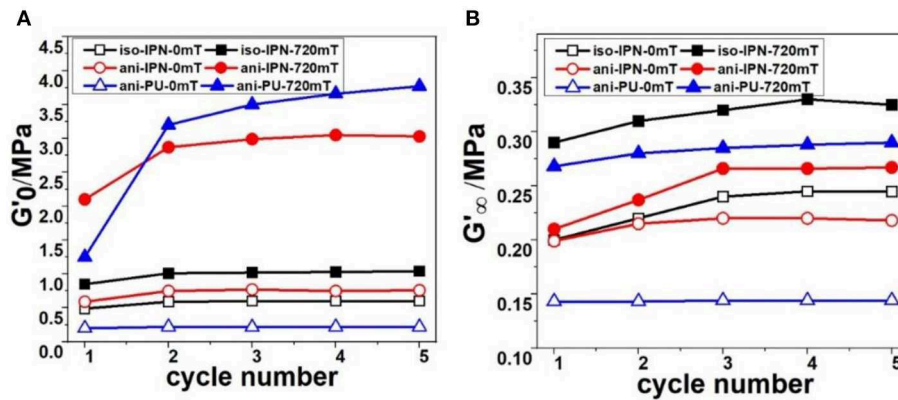 A
4.5
4.0
3.5
3.0
2.5
2.0
1.5
1.0
0.5
0.0
G'0/MPa
iso-IPN-0mT iso-IPN-720mT
ani-IPN-0mT ani-IPN-720mT
ani-PU-0mT ani-PU-720mT
1 2 3 4 5
cycle number
B
0.35
0.30
0.25
0.20
0.15
0.10
G'∞/MPa
iso-IPN-0mT iso-IPN-720mT
ani-IPN-0mT ani-IPN-720mT
ani-PU-0mT ani-PU-720mT
1 2 3 4 5
cycle number